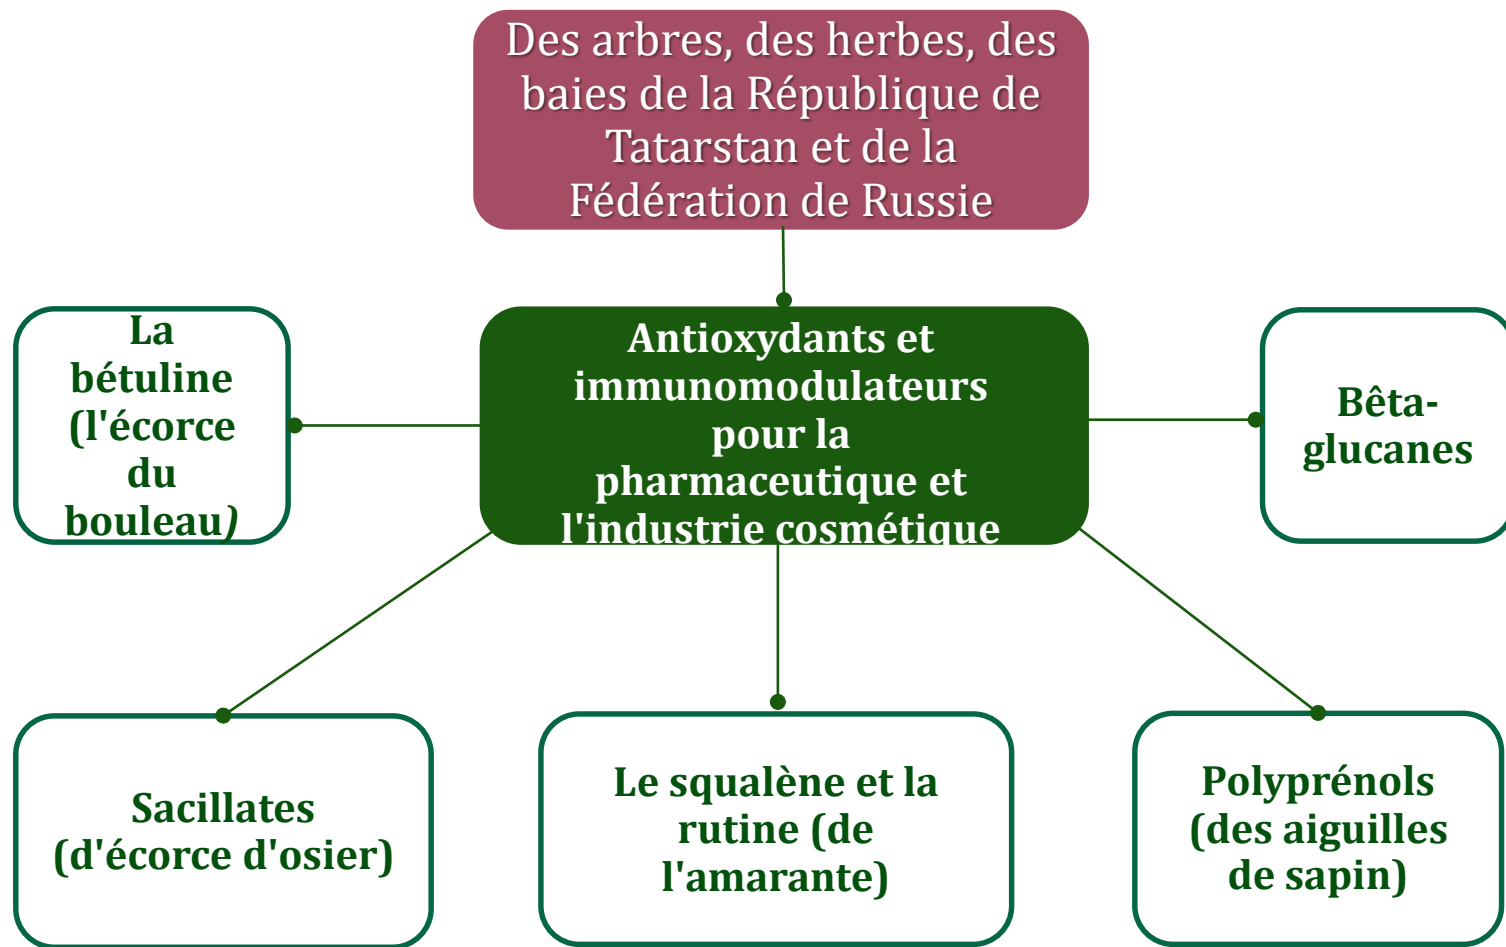 Des arbres, des herbes, des
baies de la République de
Tatarstan et de la
Fédération de Russie
La
bétuline
(l'écorce
du
bouleau)
Antioxydants et
immunomodulateurs
pour la
pharmaceutique et
l'industrie cosmétique
Bêta-
glucanes
Sacillates
(d'écorce d'osier)
Le squalène et la
rutine (de
l'amarante)
Polyprénols
(des aiguilles
de sapin)